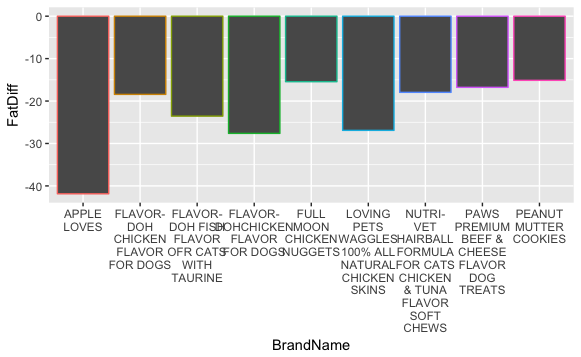 0
-10
-20
-30
-40
FatDiff
APPLE
LOVES
FLAVOR-
DOH
CHICKEN
FLAVOR
FOR DOGS
FLAVOR-
DOH FISH
FLAVOR
OFR CATS
WITH
TAURINE
FLAVOR-
DOHCHICKEN
FLAVOR
FOR DOGS
FULL
MOON
CHICKEN
NUGGETS
LOVING
PETS
WAGGLES
100% ALL
NATURAL
CHICKEN
SKINS
NUTRI-
VET
HAIRBALL
FORMULA
FOR CATS
CHICKEN
& TUNA
FLAVOR
SOFT
CHEWS
PAWS
PREMIUM
BEEF &
CHEESE
FLAVOR
DOG
TREATS
PEANUT
MUTTER
COOKIES
BrandName